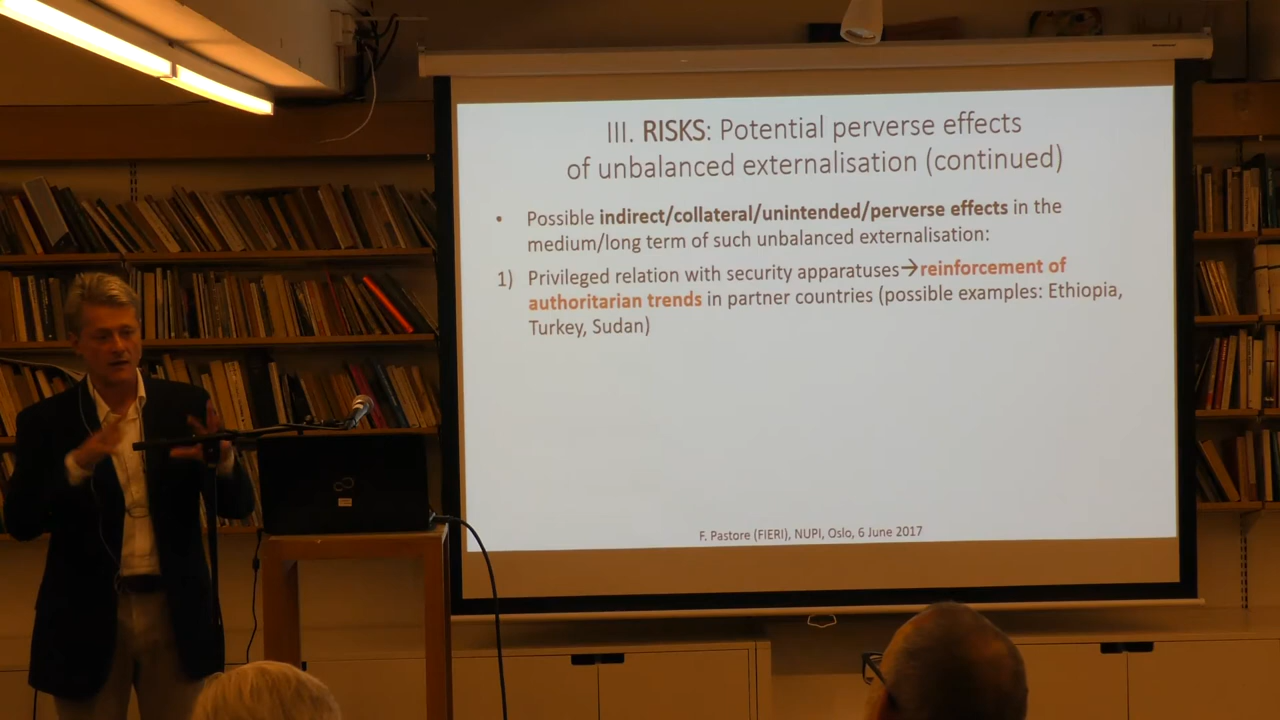 III. RISKS: Potential perverse effects
of unbalanced externalisation (continued)
• Possible indirect/collateral/unintended/perverse effects in the
medium/long term of such unbalanced externalisation:
1) Privileged relation with security apparatuses→reinforcement of
authoritarian trends in partner countries (possible examples: Ethiopia,
Turkey, Sudan)
F. Pastore (FIERI), NUPI, Oslo, 6 June 2017